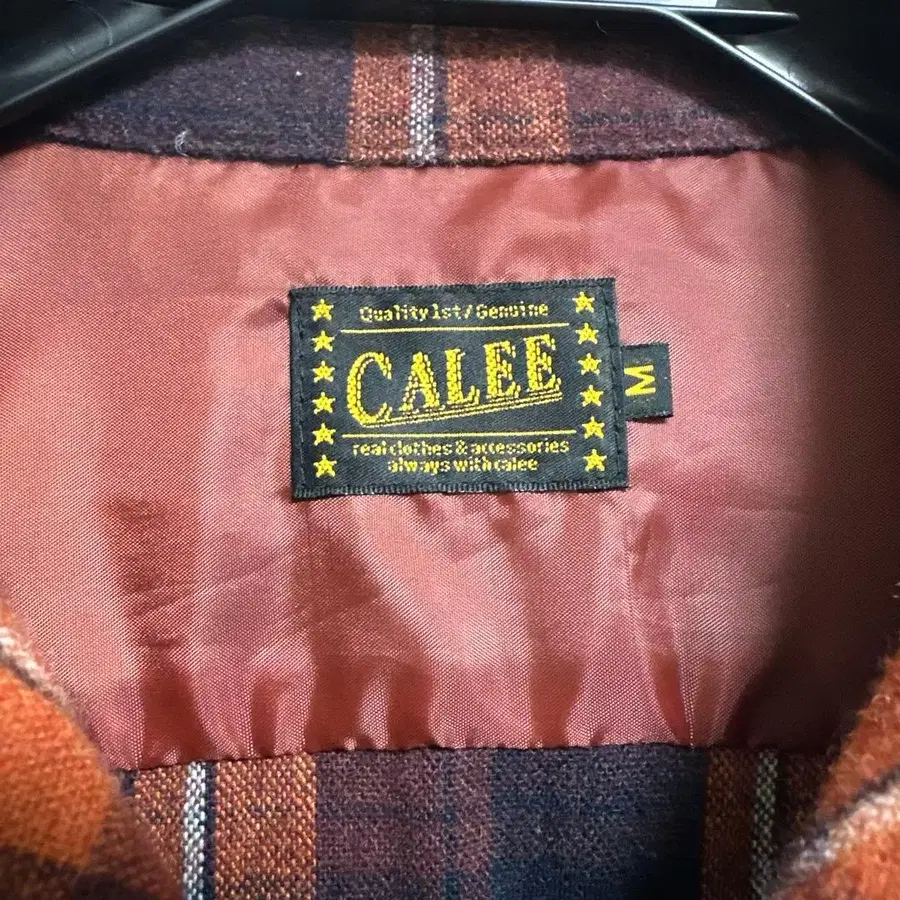 Quality 1st / Genuine
CALEE
M
real clothes & accessories
always with calee